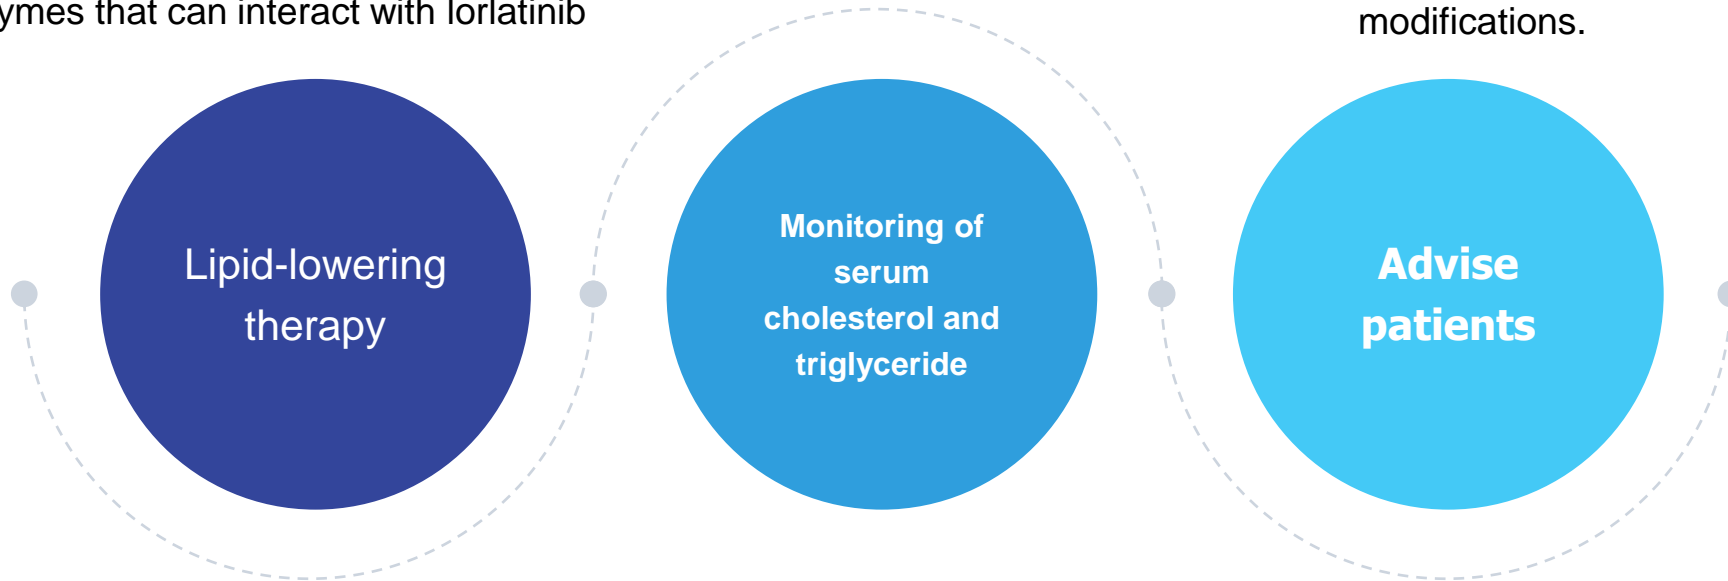 ymes that can interact with lorlatinib
modifications.
Lipid-lowering
therapy
Monitoring of
serum
cholesterol and
triglyceride
Advise
patients